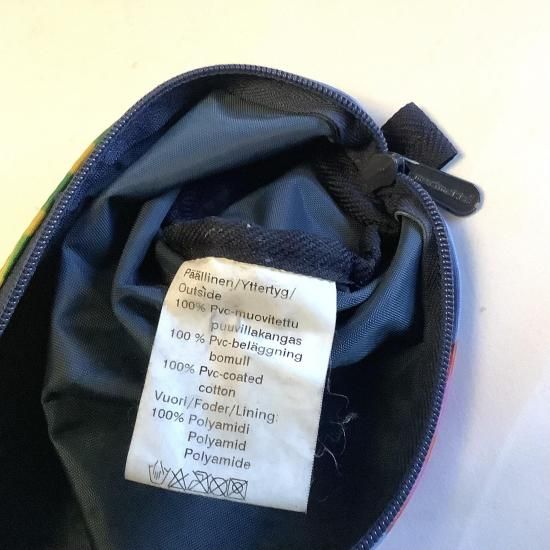 Päällinen/Yttertyg/
Outside
100% Pvc-muovitettu
puuvillakangas
100 % Pvc-beläggning
bomull
100% Pvc-coated
cotton
Vuori/Foder/Lining:
100% Polyamidi
Polyamid
Polyamide